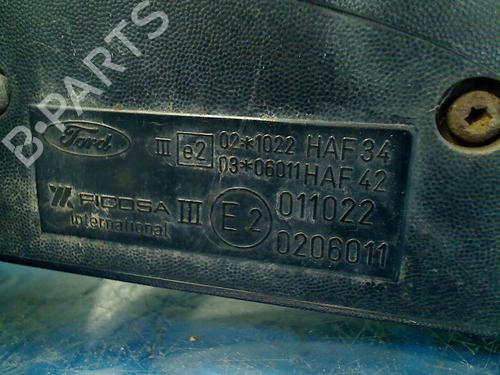 B-PARTS
Ford III e2 02*1022 HAF 34
03*06011 HAF 42
FICOSA III E2 011022
International 0206011